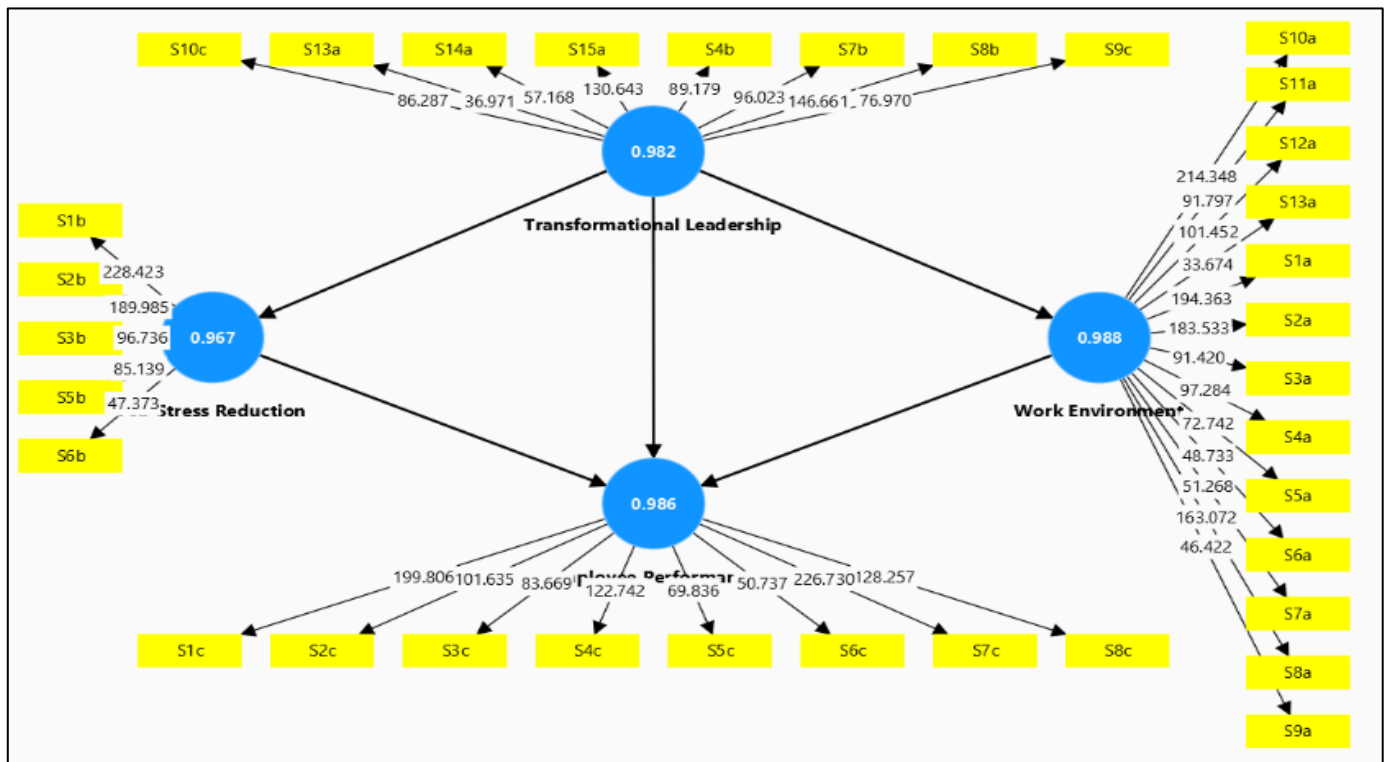 S10c S13a S14a S15a S4b S7b S8b S9c S10a
S11a
86.287 36.971 57.168 130.643 89.179 96.023 146.661 76.970
S12a
0.982
214.348
91.797
S13a
S1b
Transformational Leadership
101.452
S1a
33.674
228.423
S2b
194.363
189.985
S2a
183.533
S3b 96.736 0.967 0.988
91.420
85.139
S3a
97.284
S5b 47.373 Stress Reduction
Work Environment
72.742
S4a
S6b
48.733
51.268
S5a
0.986
163.072
46.422
S6a
199.806 101.635 83.669 122.742 69.836 50.737 226.730 128.257
S7a
S1c S2c S3c S4c S5c S6c S7c S8c
S8a
S9a